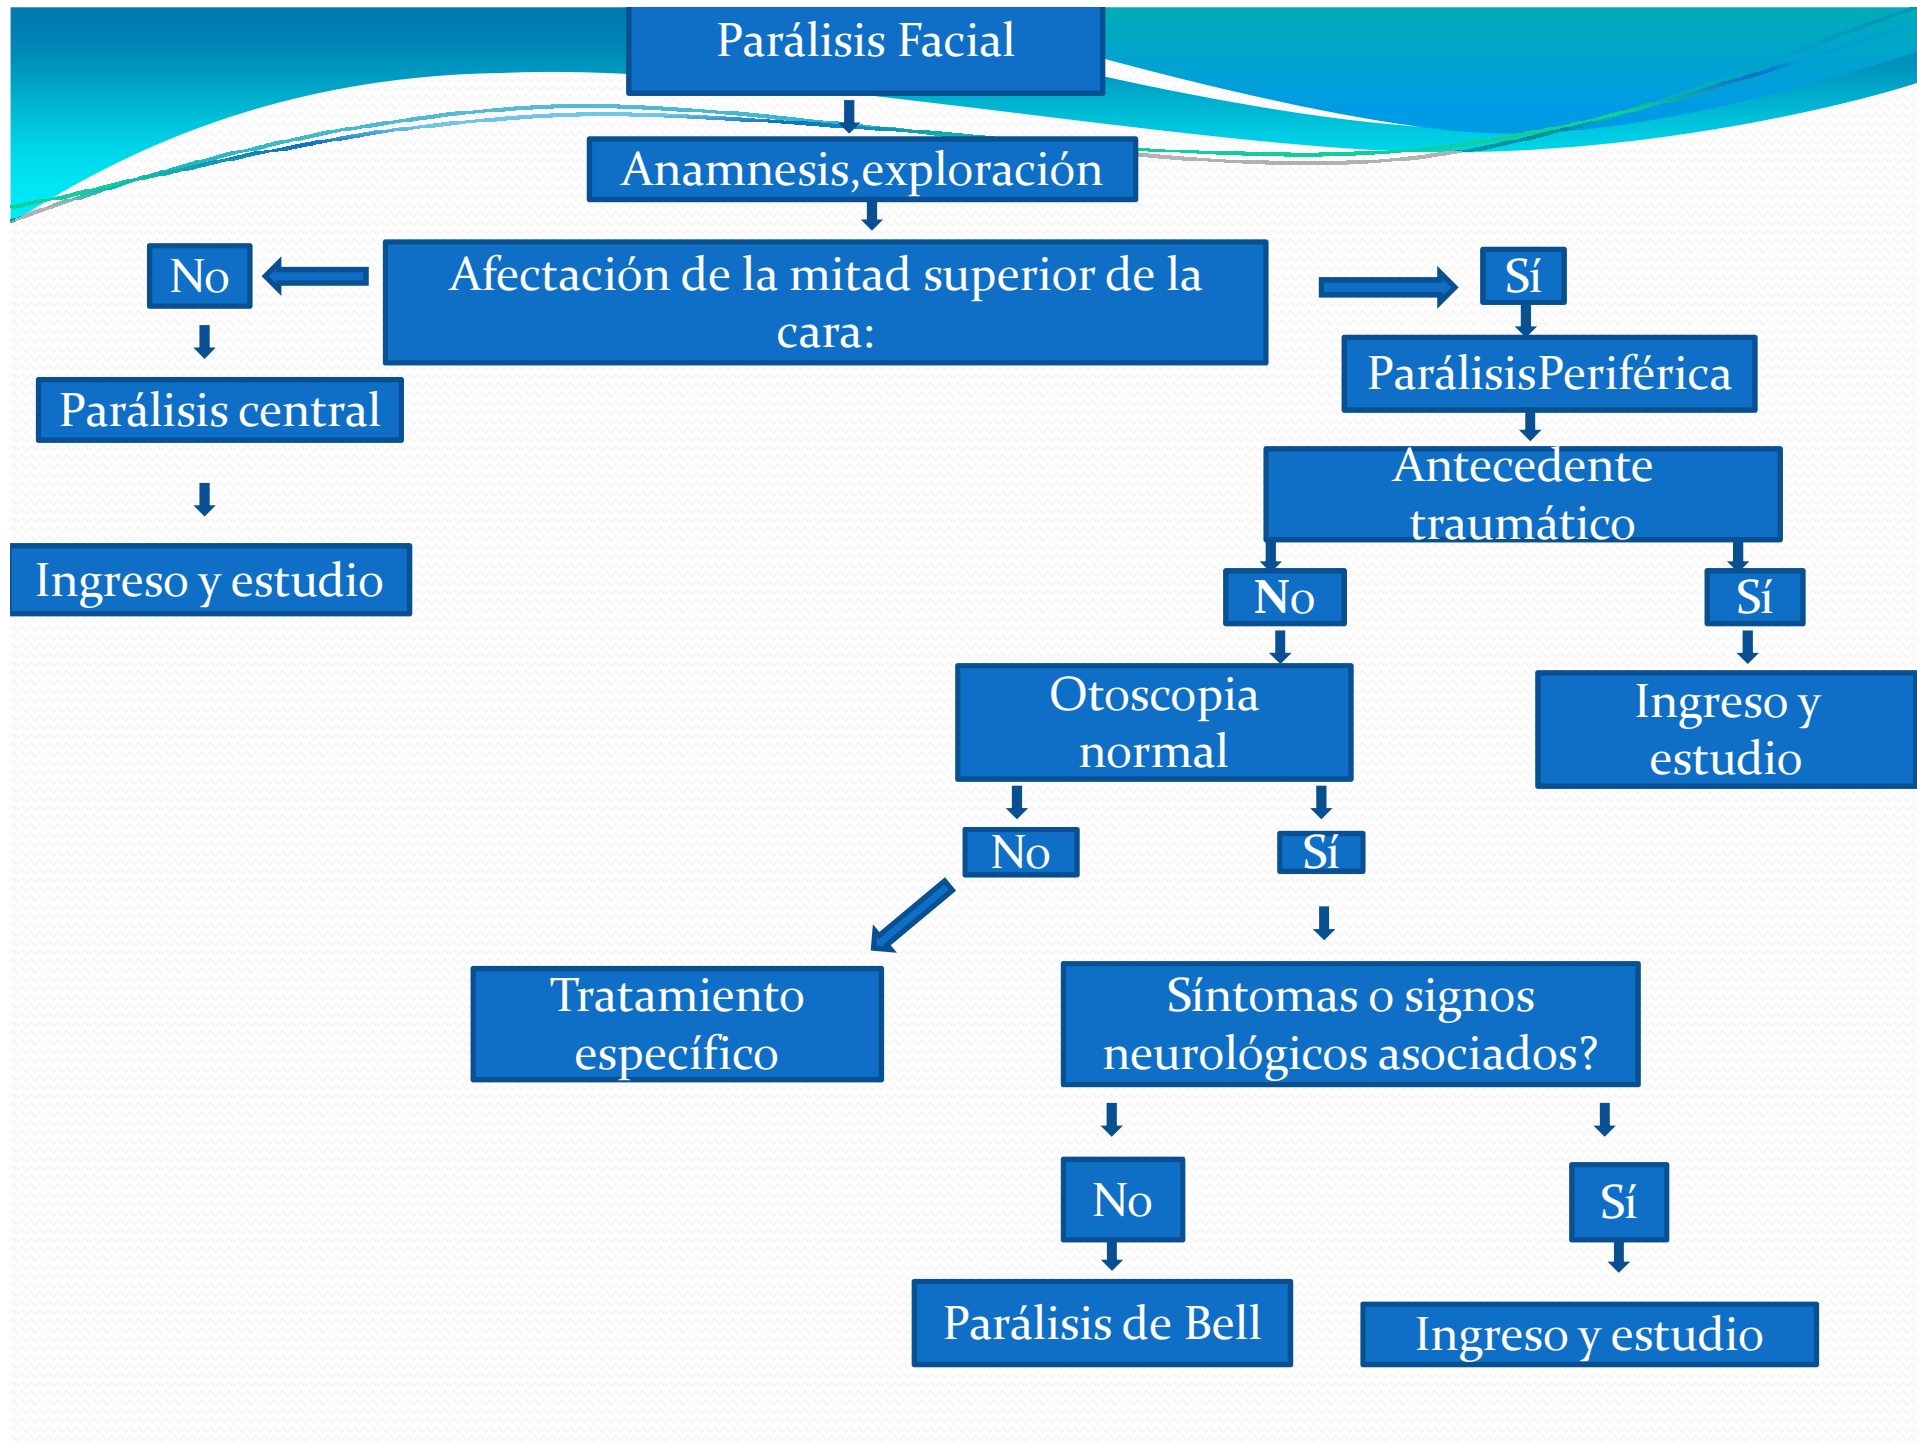 Parálisis Facial
Anamnesis,exploración
No
Afectación de la mitad superior de la
cara:
Sí
Parálisis central
ParálisisPeriférica
Antecedente
traumático
Ingreso y estudio
No
Sí
Otoscopia
normal
Ingreso y
estudio
No
Sí
Tratamiento
específico
Síntomas o signos
neurológicos asociados?
No
Sí
Parálisis de Bell
Ingreso y estudio